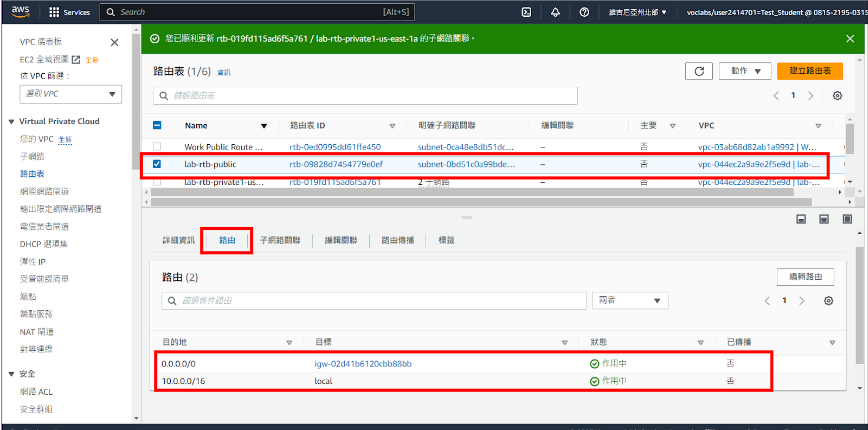 aws
Services
Search
[Alt+S]
維吉尼亞州北部
voclabs/user2414701=Test_Student @ 0815-2195-0315
VPC 儀表板
EC2 全域視圖 全新
依 VPC 篩選：
選取 VPC
Virtual Private Cloud
您的 VPC 全新
子網路
路由表
網際網路閘道
輸出限定網際網路閘道
電信業者閘道
DHCP 選項集
彈性 IP
受管前綴清單
端點
端點服務
NAT 閘道
對等連線
安全
網路 ACL
安全群組
您已順利更新 rtb-019fd115ad6f5a761 / lab-rtb-private1-us-east-1a 的子網路關聯。
路由表 (1/6) 資訊
動作
建立路由表
篩選路由表
1
Name 路由表 ID 明確子網路關聯 編輯關聯 主要 VPC
Work Public Route ... rtb-0ed0995dd61ffe450 subnet-0ca48e8db51dc... – 否 vpc-03ab68d82ab1a9992 | W...
lab-rtb-public rtb-09828d7454779e0ef subnet-0bd51c0a99bde... – 否 vpc-044ec2a9a9e2f5e9d | lab-...
lab-rtb-private1-us... rtb-019fd115ad6f5a761 2 子網路 – 否 vpc-044ec2a9a9e2f5e9d | lab-...
詳細資訊 路由 子網路關聯 編輯關聯 路由傳播 標籤
路由 (2)
編輯路由
篩選條件路由
兩者
1
目的地 目標 狀態 已傳播
0.0.0.0/0 igw-02d41b6120cbb88bb 作用中 否
10.0.0.0/16 local 作用中 否